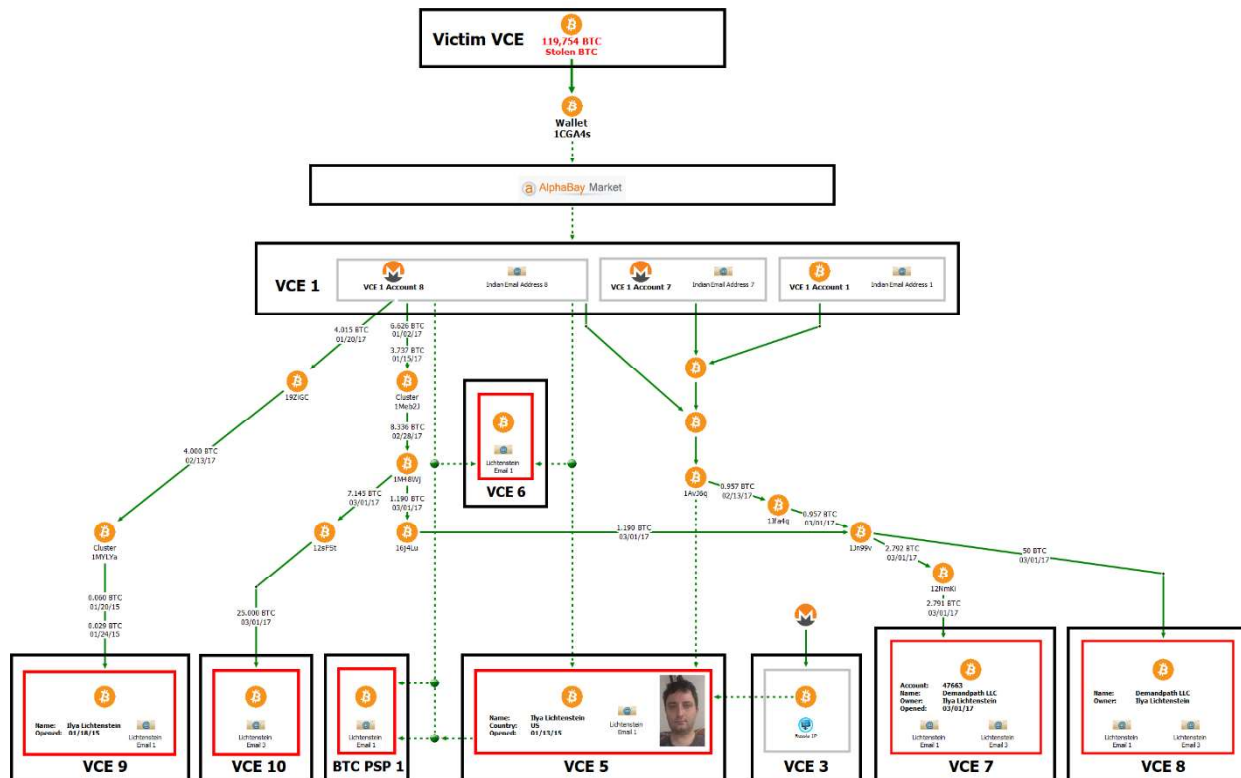 Victim VCE
119,754 BTC
Stolen BTC
Wallet
1CGA4s
AlphaBay Market
VCE 1
VCE 1 Account 8
Indian Email Address 8
VCE 1 Account 7
Indian Email Address 7
VCE 1 Account 1
Indian Email Address 1
4.015 BTC
01/20/17
6.626 BTC
01/02/17
3.737 BTC
01/15/17
19ZiGC
Cluster
1Meb2J
8.336 BTC
02/28/17
4.000 BTC
02/13/17
Lichtenstein
Email 1
VCE 6
1M48Wj
1AvJ6q
0.957 BTC
02/13/17
7.145 BTC
03/01/17
1.190 BTC
03/01/17
0.957 BTC
03/01/17
Cluster
1MYLYa
12sF5t
16j4Lu
1.190 BTC
03/01/17
1Jn99v
2.792 BTC
03/01/17
50 BTC
03/01/17
12NmKi
0.060 BTC
01/20/15
0.029 BTC
01/24/15
25.000 BTC
03/01/17
2.791 BTC
03/01/17
Name: Ilya Lichtenstein
Opened: 01/18/15
Lichtenstein
Email 1
VCE 9
Lichtenstein
Email 3
VCE 10
Lichtenstein
Email 1
BTC PSP 1
Name: Ilya Lichtenstein
Country: US
Opened: 01/13/15
Lichtenstein
Email 1
VCE 5
Russia IP
VCE 3
Account: 47663
Name: Demandpath LLC
Owner: Ilya Lichtenstein
Opened: 03/01/17
Lichtenstein
Email 1
Lichtenstein
Email 3
VCE 7
Name: Demandpath LLC
Owner: Ilya Lichtenstein
Lichtenstein
Email 1
Lichtenstein
Email 3
VCE 8